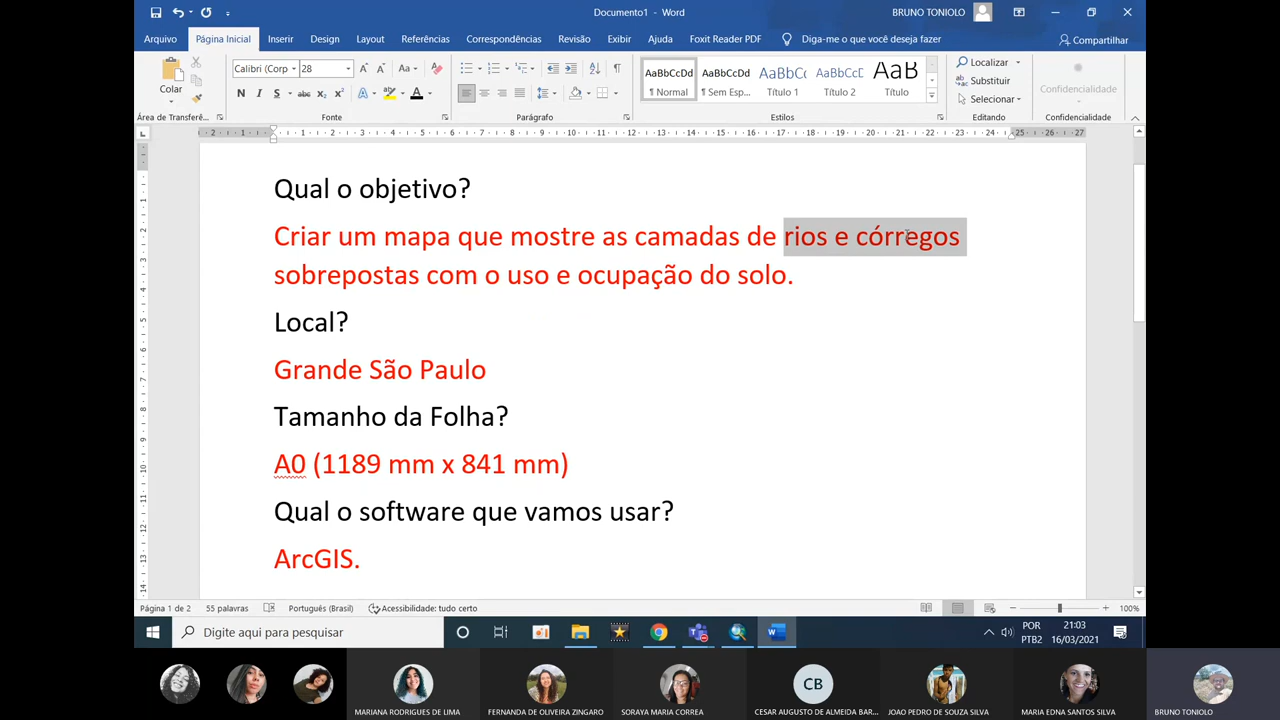 Documento1 - Word
BRUNO TONIOLO
Arquivo Página Inicial Inserir Design Layout Referências Correspondências Revisão Exibir Ajuda Foxit Reader PDF Diga-me o que você deseja fazer Compartilhar
Colar
Calibri (Corp 28
AaBbCcDd AaBbCcDd AaBbCc AaBbCcD AaB
¶ Normal ¶ Sem Esp... Título 1 Título 2 Título
Localizar
Substituir
Selecionar
Confidencialidade
Área de Transferê... Fonte Parágrafo Estilos Editando Confidencialidade
Qual o objetivo?
Criar um mapa que mostre as camadas de rios e córregos
sobrepostas com o uso e ocupação do solo.
Local?
Grande São Paulo
Tamanho da Folha?
A0 (1189 mm x 841 mm)
Qual o software que vamos usar?
ArcGIS.
Página 1 de 2 55 palavras Português (Brasil) Acessibilidade: tudo certo 100%
Digite aqui para pesquisar
POR
PTB2
21:03
16/03/2021
CB
MARIANA RODRIGUES DE LIMA
FERNANDA DE OLIVEIRA ZINGARO
SORAYA MARIA CORREA
CESAR AUGUSTO DE ALMEIDA BAR...
JOAO PEDRO DE SOUZA SILVA
MARIA EDNA SANTOS SILVA
BRUNO TONIOLO